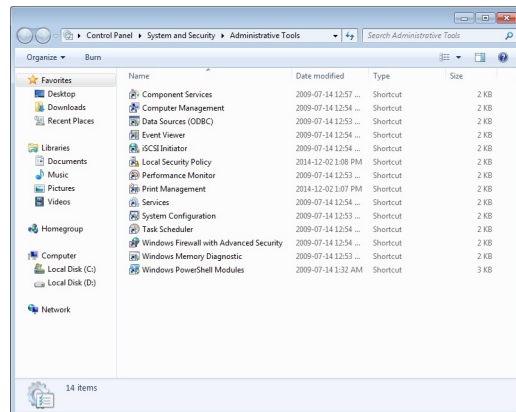 Control Panel System and Security Administrative Tools Search Administrative Tools
Organize Burn
Name Date modified Type Size
Favorites
Desktop
Downloads
Recent Places
Libraries
Documents
Music
Pictures
Videos
Homegroup
Computer
Local Disk (C:)
Local Disk (D:)
Network
Component Services 2009-07-14 12:57 ... Shortcut 2 KB
Computer Management 2009-07-14 12:54 ... Shortcut 2 KB
Data Sources (ODBC) 2009-07-14 12:53 ... Shortcut 2 KB
Event Viewer 2009-07-14 12:54 ... Shortcut 2 KB
iSCSI Initiator 2009-07-14 12:54 ... Shortcut 2 KB
Local Security Policy 2014-12-02 1:08 PM Shortcut 2 KB
Performance Monitor 2009-07-14 12:53 ... Shortcut 2 KB
Print Management 2014-12-02 1:07 PM Shortcut 2 KB
Services 2009-07-14 12:54 ... Shortcut 2 KB
System Configuration 2009-07-14 12:53 ... Shortcut 2 KB
Task Scheduler 2009-07-14 12:54 ... Shortcut 2 KB
Windows Firewall with Advanced Security 2009-07-14 12:54 ... Shortcut 2 KB
Windows Memory Diagnostic 2009-07-14 12:53 ... Shortcut 2 KB
Windows PowerShell Modules 2009-07-14 1:32 AM Shortcut 3 KB
14 items